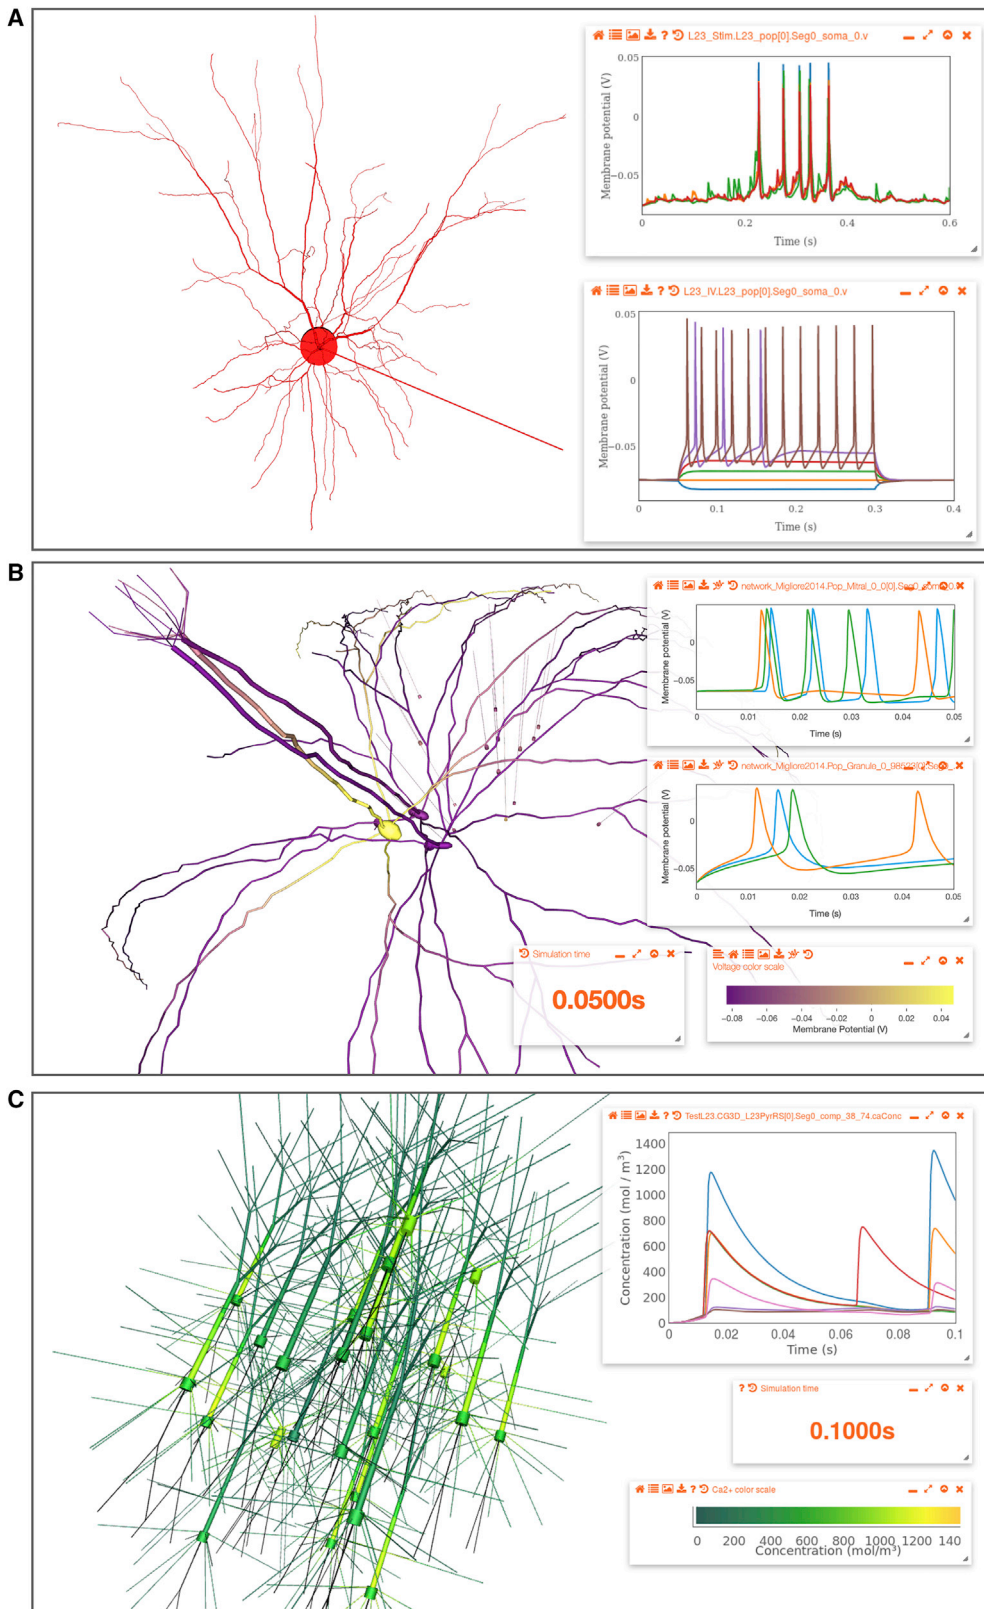 A
L23_Stim.L23_pop[0].Seg0_soma_0.v
Membrane potential (V)
0.05
0
−0.05
0
0.2
0.4
0.6
Time (s)
L23_IV.L23_pop[0].Seg0_soma_0.v
Membrane potential (V)
0.05
0
−0.05
0
0.1
0.2
0.3
0.4
Time (s)
B
network_Migliore2014.Pop_Mitral_0_0[0].Seg0_soma_0.
Membrane potential (V)
0
−0.05
0
0.01
0.02
0.03
0.04
0.05
Time (s)
network_Migliore2014.Pop_Granule_0_
Membrane potential (V)
0
−0.05
0
0.01
0.02
0.03
0.04
0.05
Time (s)
Simulation time
0.0500s
Voltage color scale
−0.08 −0.06 −0.04 −0.02 0 0.02 0.04
Membrane Potential (V)
C
TestL23.CG3D_L23PyrRS[0].Seg0_comp_38_74.caConc
Concentration (mol / m³)
1400
1200
1000
800
600
400
200
0
0 0.02 0.04 0.06 0.08 0.1
Time (s)
Simulation time
0.1000s
Ca2+ color scale
0 200 400 600 800 1000 1200 140
Concentration (mol/m³)